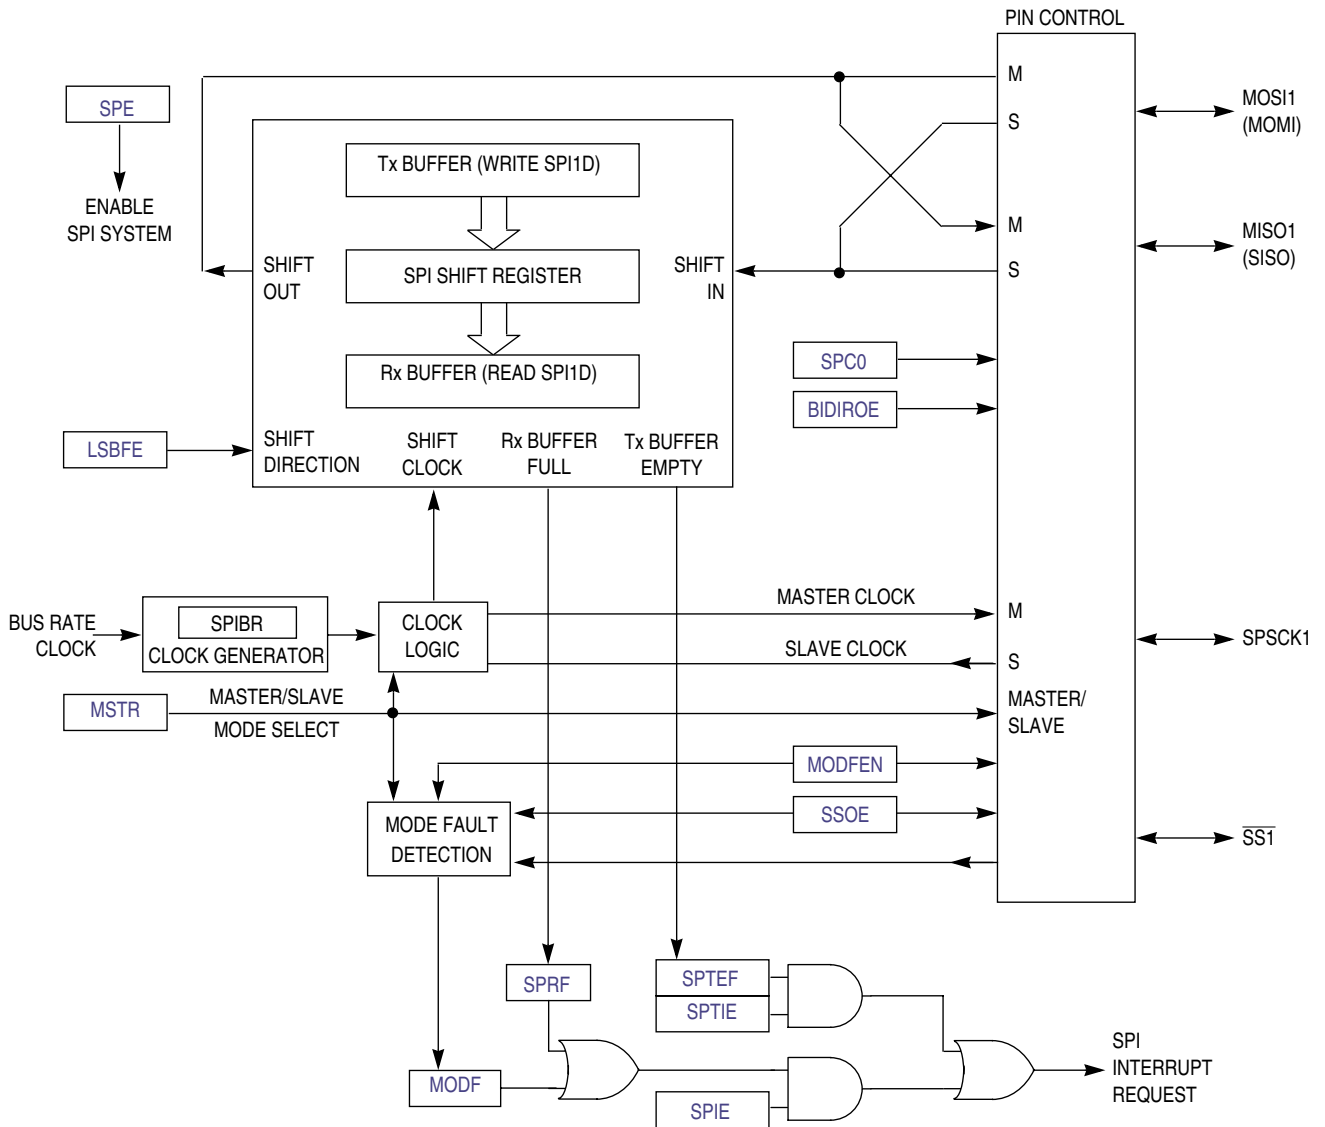 PIN CONTROL
M
SPE
MOSI1
(MOMI)
S
Tx BUFFER (WRITE SPI1D)
ENABLE
SPI SYSTEM
M
MISO1
(SISO)
SHIFT
OUT
SPI SHIFT REGISTER
SHIFT
IN
S
SPC0
Rx BUFFER (READ SPI1D)
BIDIROE
LSBFE
SHIFT
DIRECTION
SHIFT
CLOCK
Rx BUFFER
FULL
Tx BUFFER
EMPTY
MASTER CLOCK
M
BUS RATE
CLOCK
SPIBR
CLOCK GENERATOR
CLOCK
LOGIC
SPSCK1
SLAVE CLOCK
S
MSTR
MASTER/SLAVE
MODE SELECT
MASTER/
SLAVE
MODFEN
SSOE
MODE FAULT
DETECTION
SS1
SPRF
SPTEF
SPTIE
SPI
INTERRUPT
REQUEST
MODF
SPIE